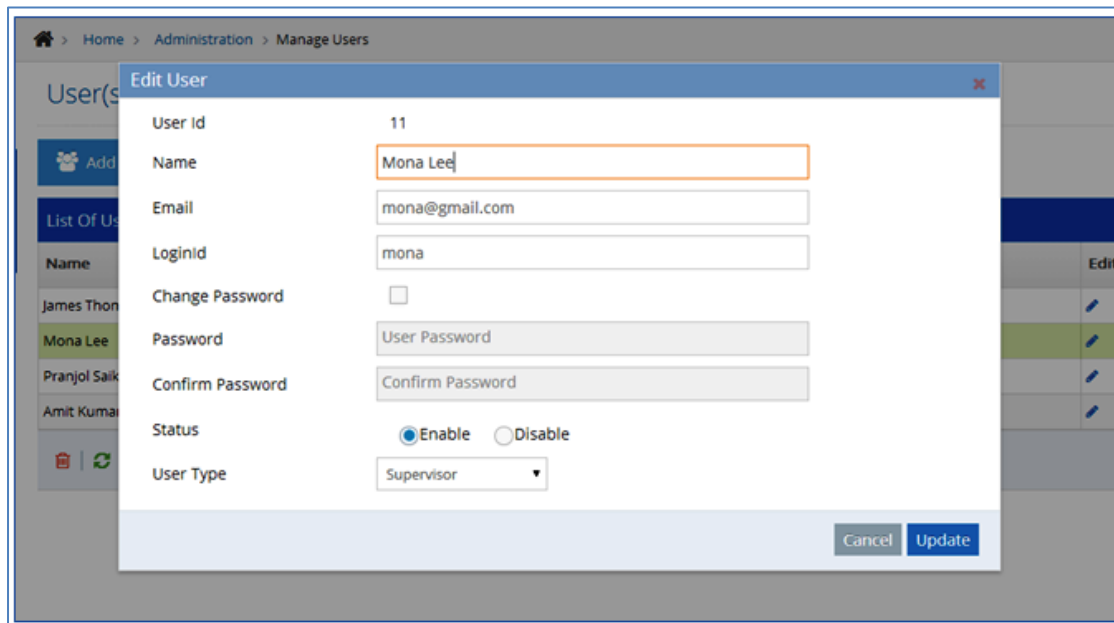 Home > Administration > Manage Users
User(s
Edit User
Add
List Of Us
Name
Edit
James Thon
Mona Lee
Pranjol Saik
Amit Kumar
User Id 11
Name Mona Lee
Email mona@gmail.com
LoginId mona
Change Password
Password User Password
Confirm Password Confirm Password
Status Enable Disable
User Type Supervisor
Cancel Update